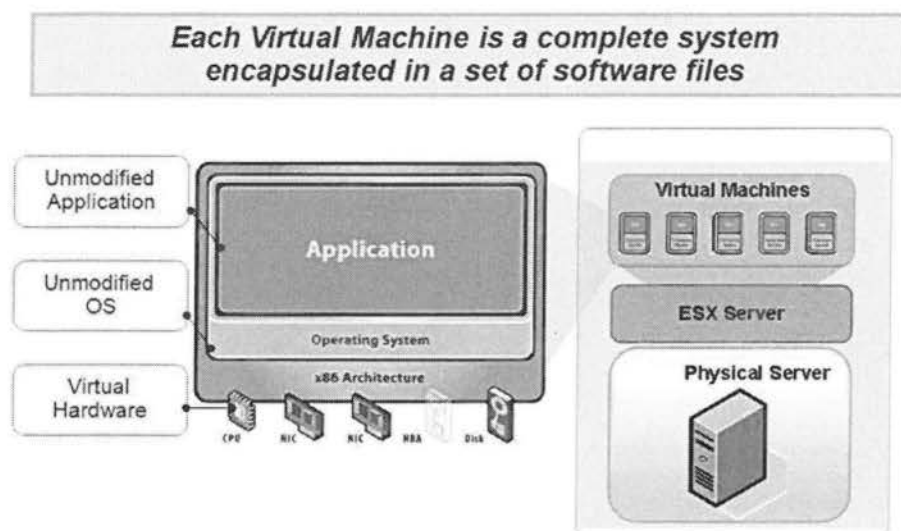 Each Virtual Machine is a complete system
encapsulated in a set of software files
Unmodified
Application
Unmodified
OS
Virtual
Hardware
Application
Operating System
x86 Architecture
CPU
NIC
NIC
HBA
Disk
Virtual Machines
ESX Server
Physical Server